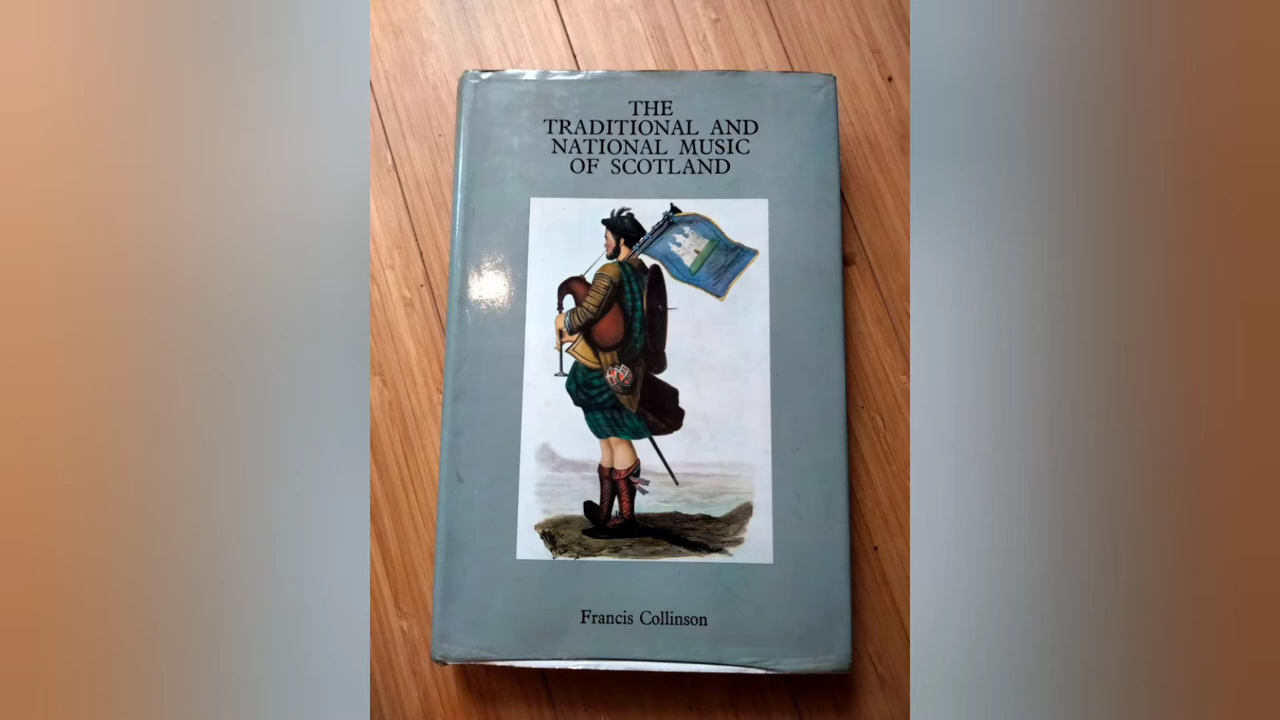 THE
TRADITIONAL AND
NATIONAL MUSIC
OF SCOTLAND
Francis Collinson